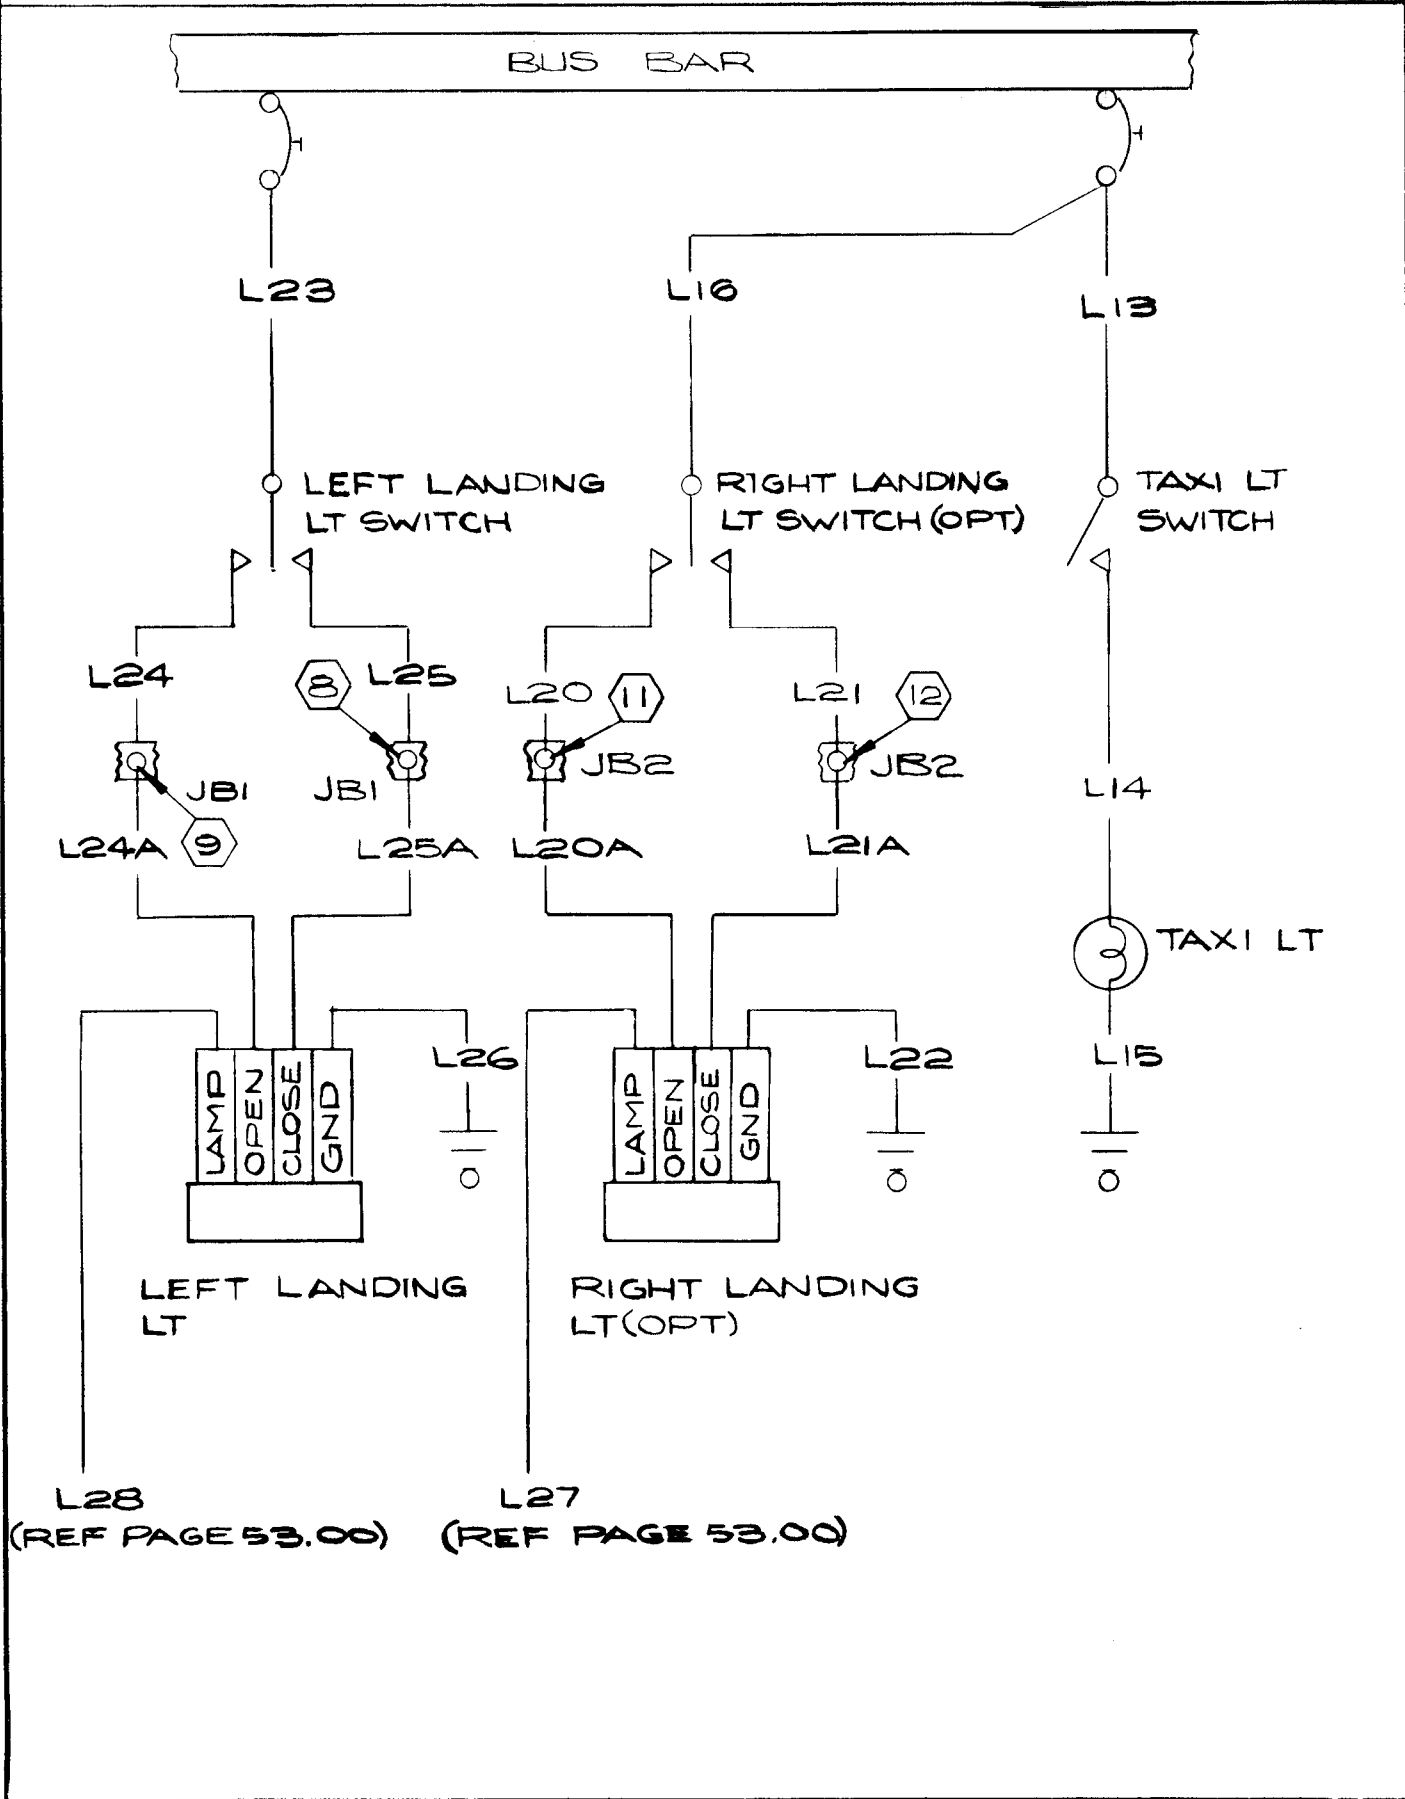 BUS BAR
L23
L16
L13
LEFT LANDING
LT SWITCH
RIGHT LANDING
LT SWITCH (OPT)
TAXI LT
SWITCH
L24
8
L25
L20
11
L21
12
JB1
JB1
JB2
JB2
L14
L24A
9
L25A
L20A
L21A
TAXI LT
L26
L22
L15
LAMP
OPEN
CLOSE
GND
LAMP
OPEN
CLOSE
GND
LEFT LANDING
LT
RIGHT LANDING
LT (OPT)
L28
(REF PAGE 53.00)
L27
(REF PAGE 53.00)